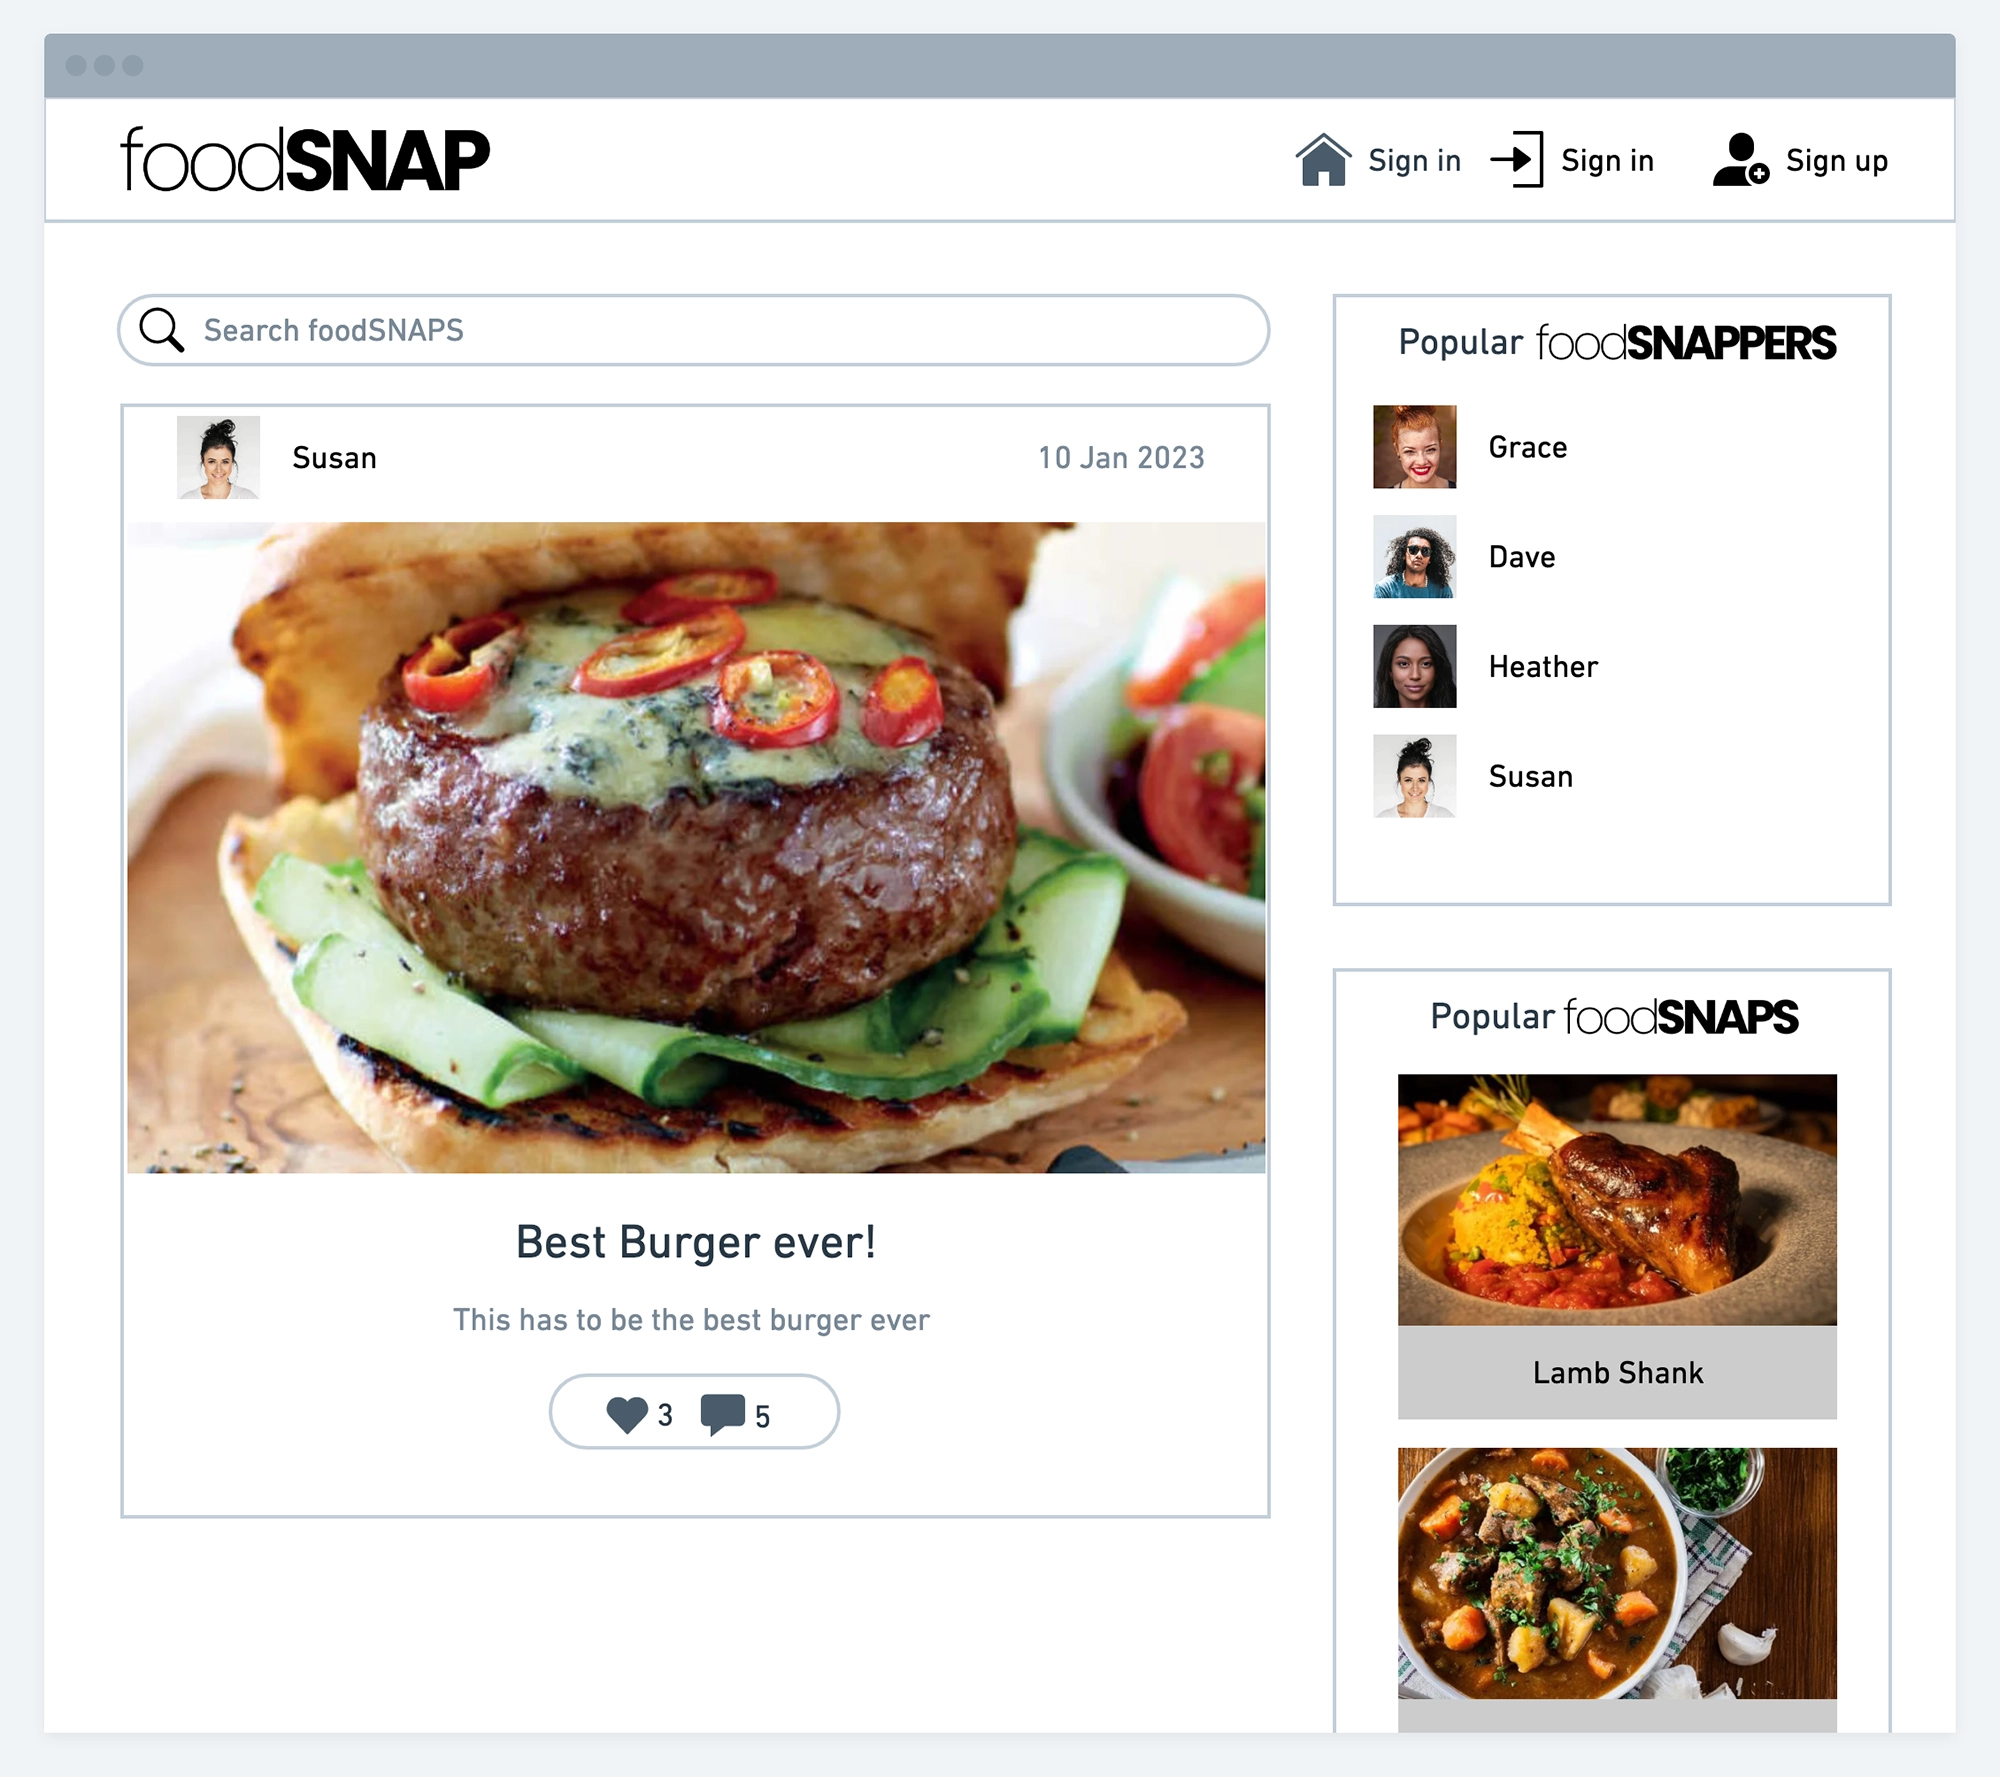 foodSNAP
Sign in
Sign in
Sign up
Search foodSNAPS
Susan
10 Jan 2023
Best Burger ever!
This has to be the best burger ever
3
5
Popular foodSNAPPERS
Grace
Dave
Heather
Susan
Popular foodSNAPS
Lamb Shank